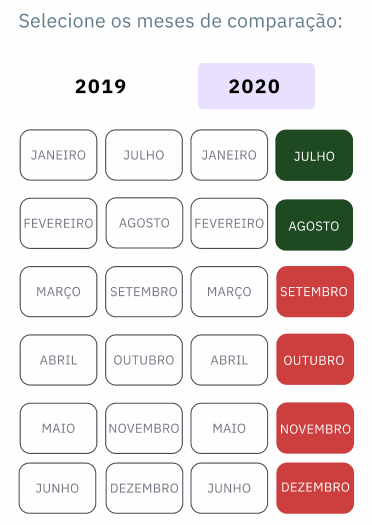 Selecione os meses de comparação:
2019 2020
JANEIRO JULHO JANEIRO JULHO
FEVEREIRO AGOSTO FEVEREIRO AGOSTO
MARÇO SETEMBRO MARÇO SETEMBRO
ABRIL OUTUBRO ABRIL OUTUBRO
MAIO NOVEMBRO MAIO NOVEMBRO
JUNHO DEZEMBRO JUNHO DEZEMBRO